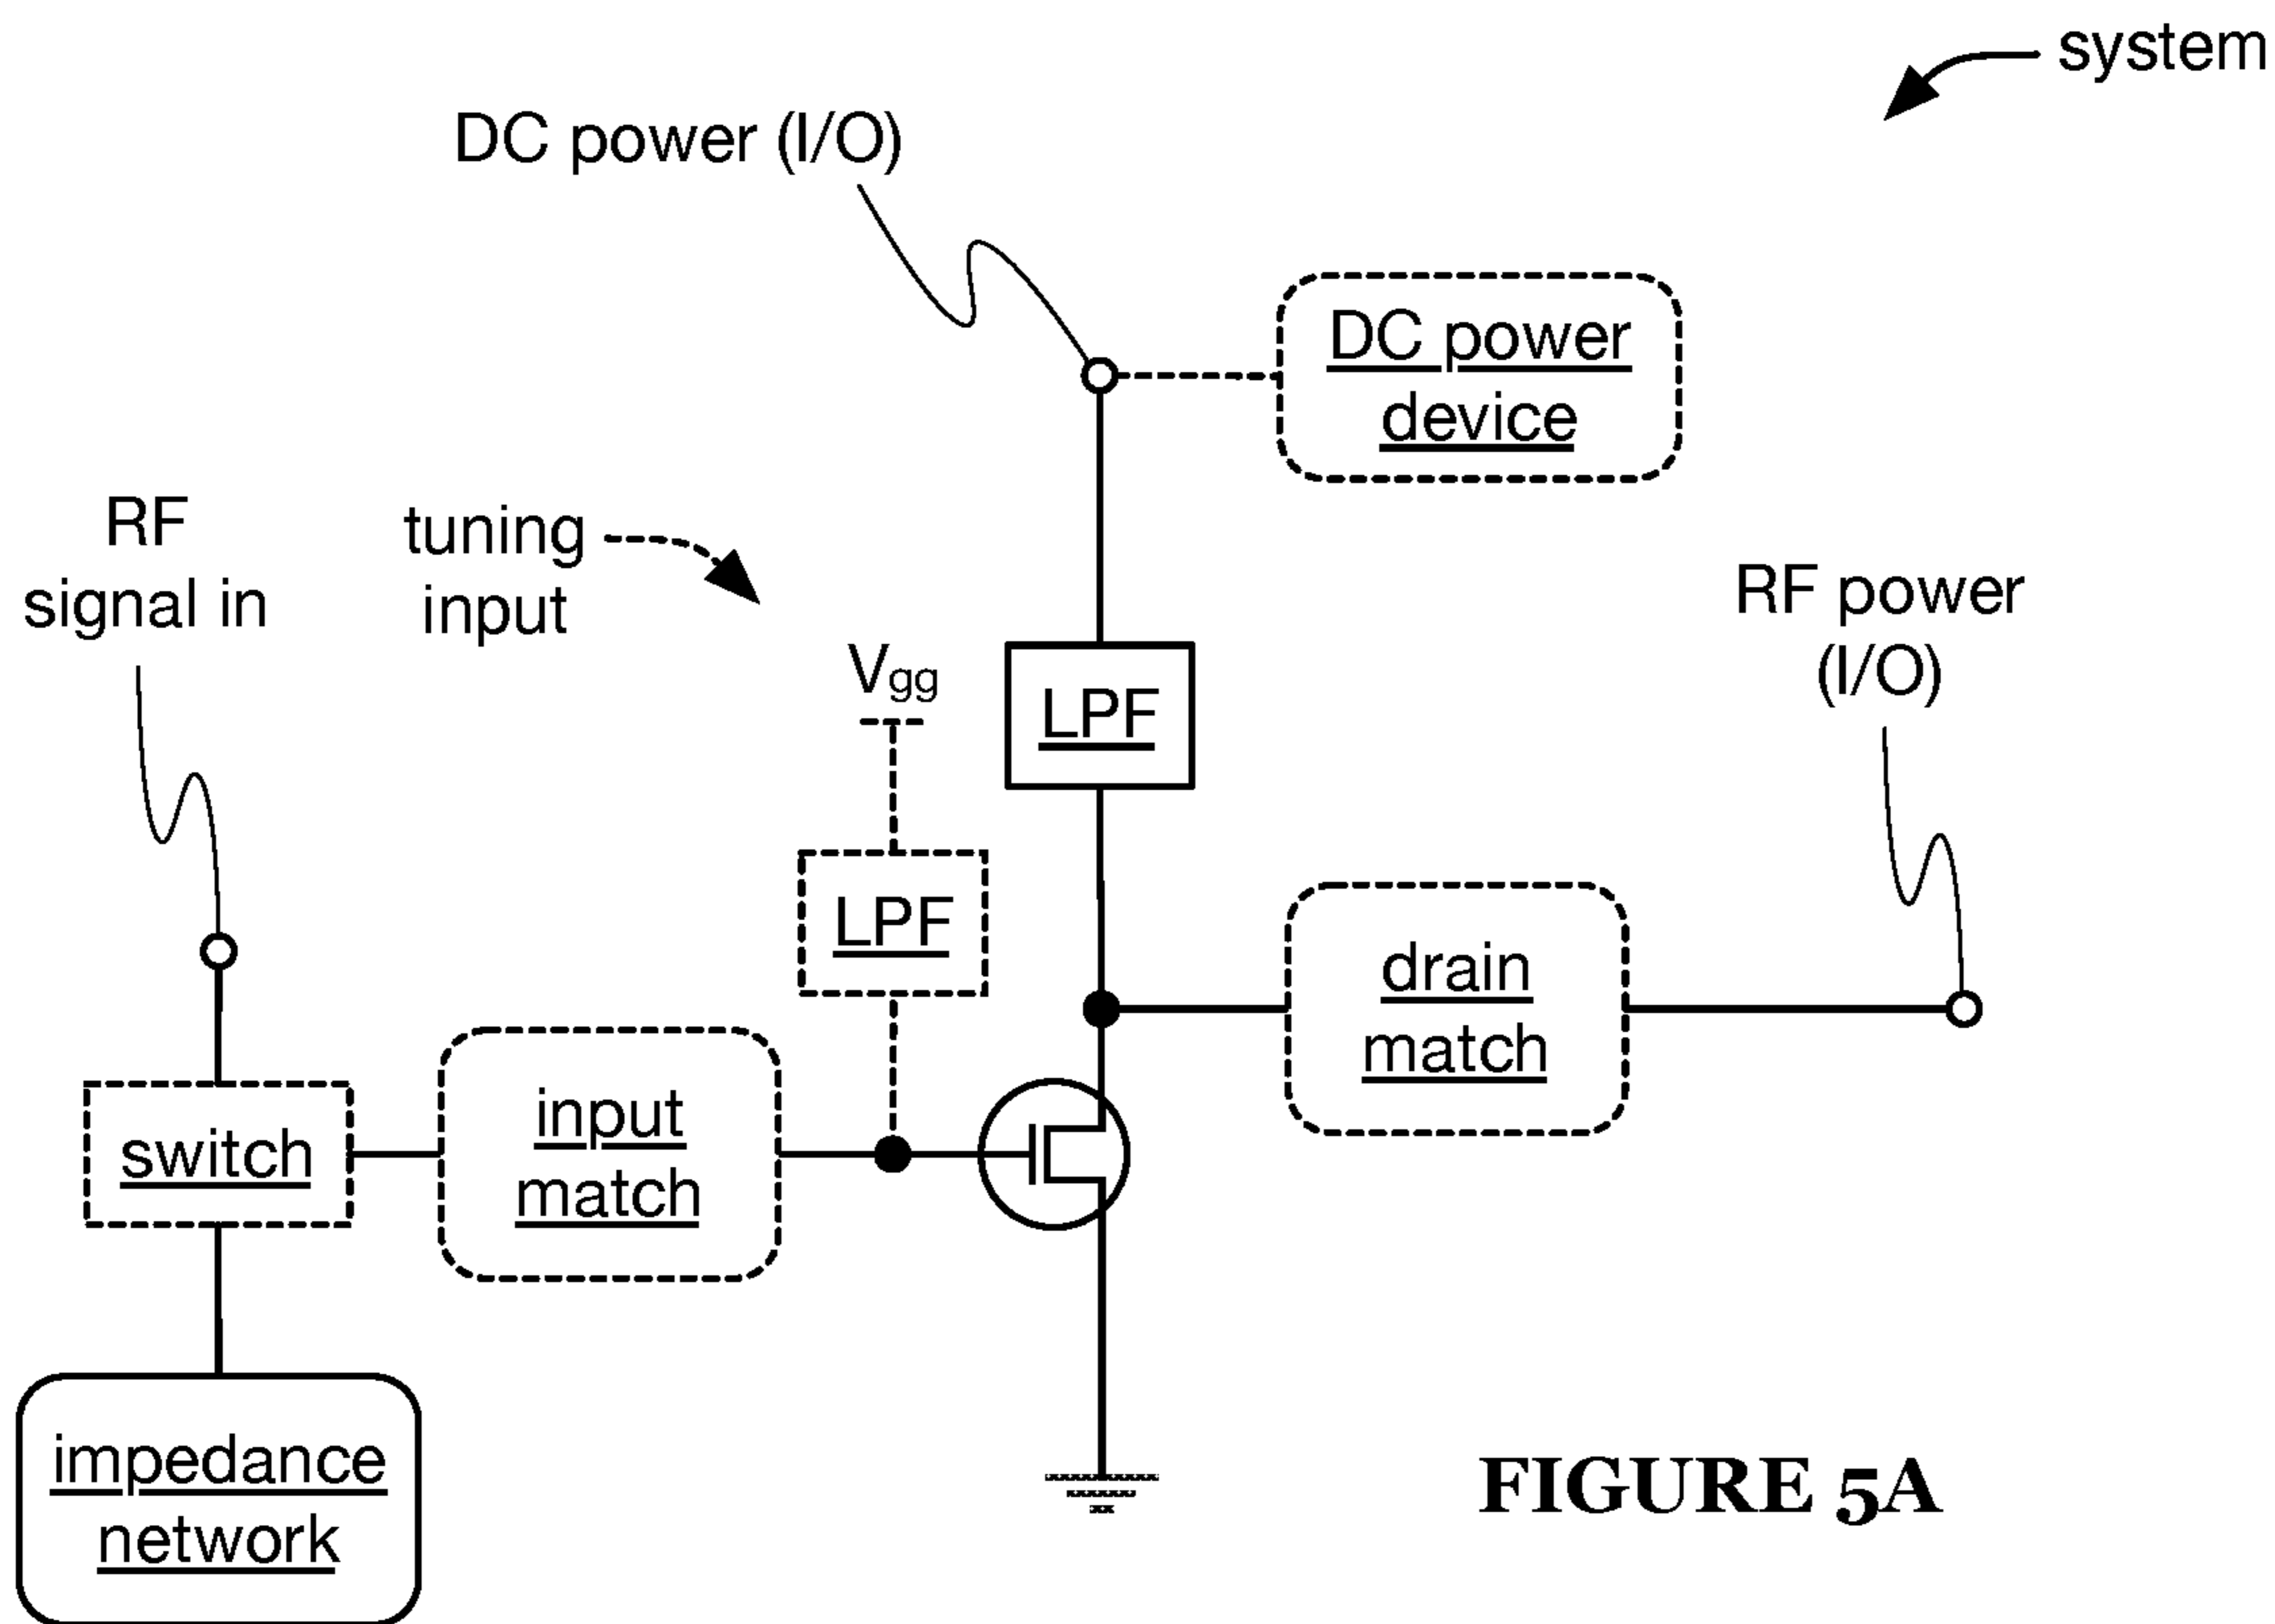 system
DC power (I/O)
DC power
device
RF
signal in
tuning
input
RF power
(I/O)
Vgg
LPF
LPF
drain
match
input
match
switch
impedance
network
FIGURE 5A